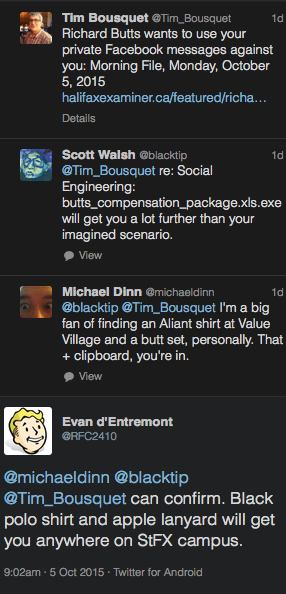 Tim Bousquet @Tim_Bousquet 1d
Richard Butts wants to use your
private Facebook messages against
you: Morning File, Monday, October
5, 2015
halifaxexaminer.ca/featured/richa…
Details
Scott Walsh @blacktip 1d
@Tim_Bousquet re: Social
Engineering:
butts_compensation_package.xls.exe
will get you a lot further than your
imagined scenario.
View
Michael Dinn @michaeldinn 1d
@blacktip @Tim_Bousquet I'm a big
fan of finding an Aliant shirt at Value
Village and a butt set, personally. That
+ clipboard, you're in.
View
Evan d'Entremont
@RFC2410
@michaeldinn @blacktip
@Tim_Bousquet can confirm. Black
polo shirt and apple lanyard will get
you anywhere on StFX campus.
9:02am · 5 Oct 2015 · Twitter for Android